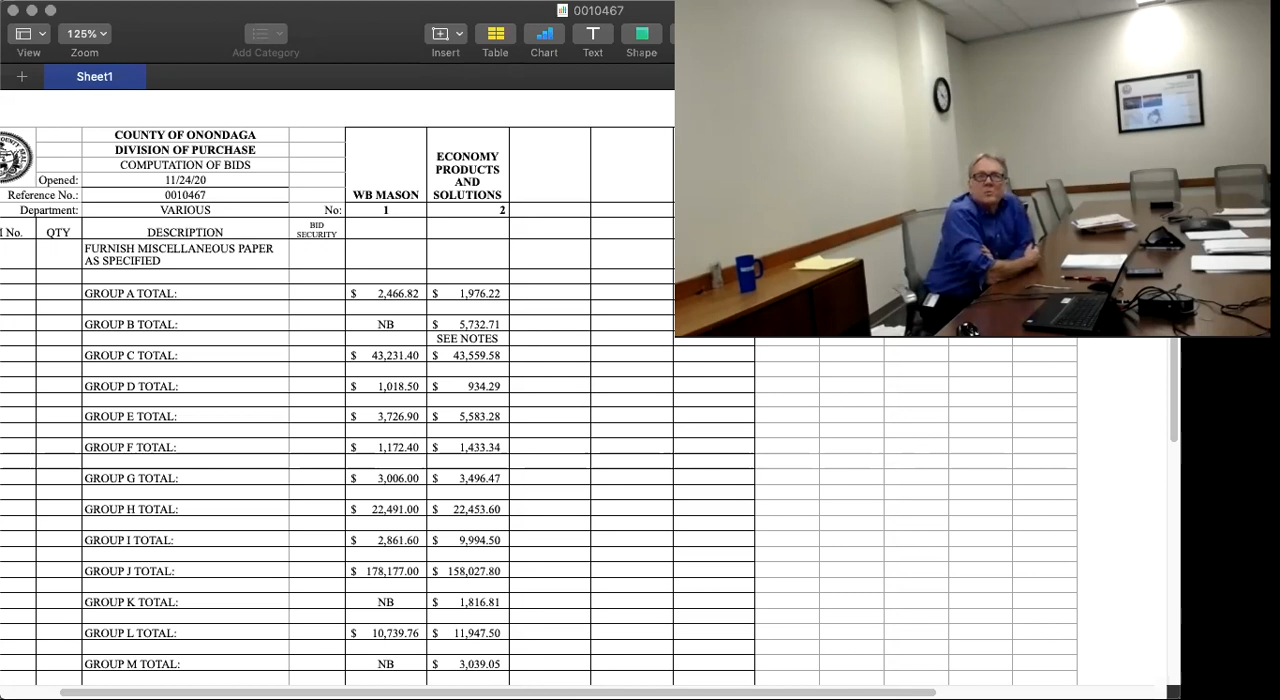 0010467
125%
View
Zoom
Add Category
Insert
Table
Chart
Text
Shape
Sheet1
COUNTY OF ONONDAGA
DIVISION OF PURCHASE
COMPUTATION OF BIDS
Opened: 11/24/20
Reference No.: 0010467
Department: VARIOUS No:
WB MASON
1
ECONOMY
PRODUCTS
AND
SOLUTIONS
2
No. QTY DESCRIPTION BID
SECURITY
FURNISH MISCELLANEOUS PAPER
AS SPECIFIED
GROUP A TOTAL: $ 2,466.82 $ 1,976.22
GROUP B TOTAL: NB $ 5,732.71
SEE NOTES
GROUP C TOTAL: $ 43,231.40 $ 43,559.58
GROUP D TOTAL: $ 1,018.50 $ 934.29
GROUP E TOTAL: $ 3,726.90 $ 5,583.28
GROUP F TOTAL: $ 1,172.40 $ 1,433.34
GROUP G TOTAL: $ 3,006.00 $ 3,496.47
GROUP H TOTAL: $ 22,491.00 $ 22,453.60
GROUP I TOTAL: $ 2,861.60 $ 9,994.50
GROUP J TOTAL: $ 178,177.00 $ 158,027.80
GROUP K TOTAL: NB $ 1,816.81
GROUP L TOTAL: $ 10,739.76 $ 11,947.50
GROUP M TOTAL: NB $ 3,039.05